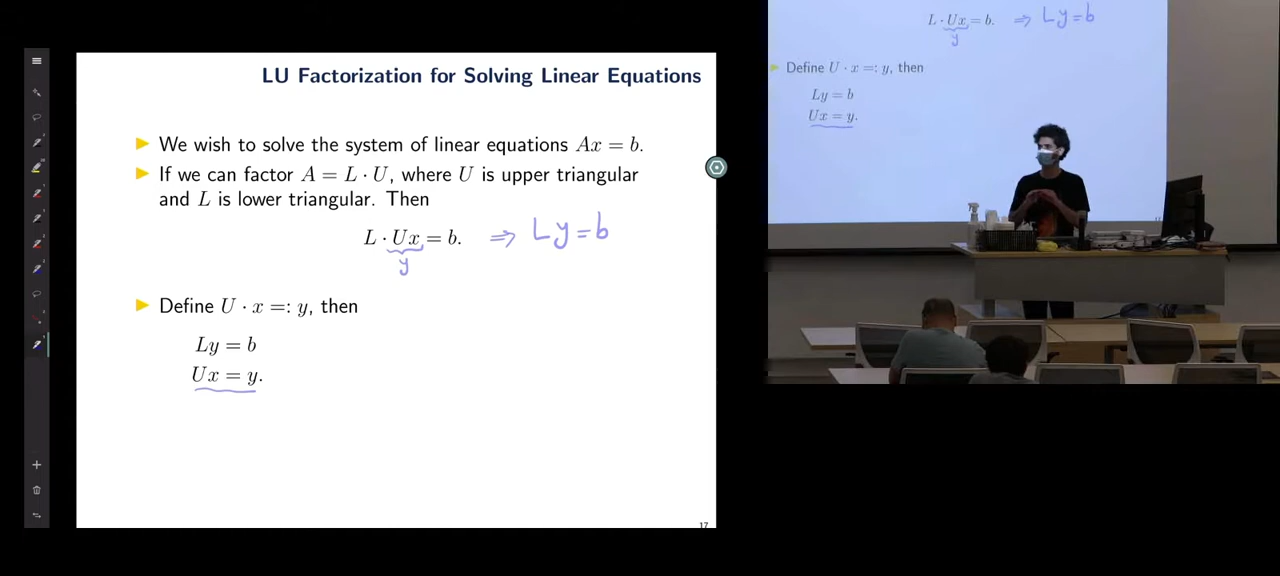 LU Factorization for Solving Linear Equations
► We wish to solve the system of linear equations Ax = b.
► If we can factor A = L · U, where U is upper triangular
and L is lower triangular. Then
L · Ux = b. ⇒ Ly = b
y
► Define U · x =: y, then
Ly = b
Ux = y.
17
L · Ux = b. ⇒ Ly = b
y
► Define U · x =: y, then
Ly = b
Ux = y.